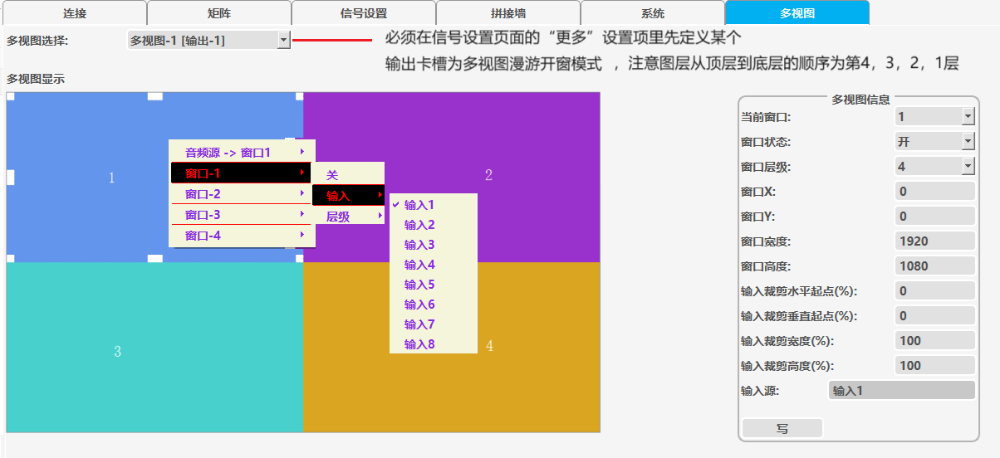 连接 矩阵 信号设置 拼接墙 系统 多视图
多视图选择: 多视图-1 [输出-1] 必须在信号设置页面的“更多”设置项里先定义某个
输出卡槽为多视图漫游开窗模式 ，注意图层从顶层到底层的顺序为第4，3，2，1层
多视图显示
1
2
3
4
音频源 -> 窗口1
窗口-1
窗口-2
窗口-3
窗口-4
关
输入
层级
输入1
输入2
输入3
输入4
输入5
输入6
输入7
输入8
多视图信息
当前窗口: 1
窗口状态: 开
窗口层级: 4
窗口X: 0
窗口Y: 0
窗口宽度: 1920
窗口高度: 1080
输入裁剪水平起点(%): 0
输入裁剪垂直起点(%): 0
输入裁剪宽度(%): 100
输入裁剪高度(%): 100
输入源: 输入1
写